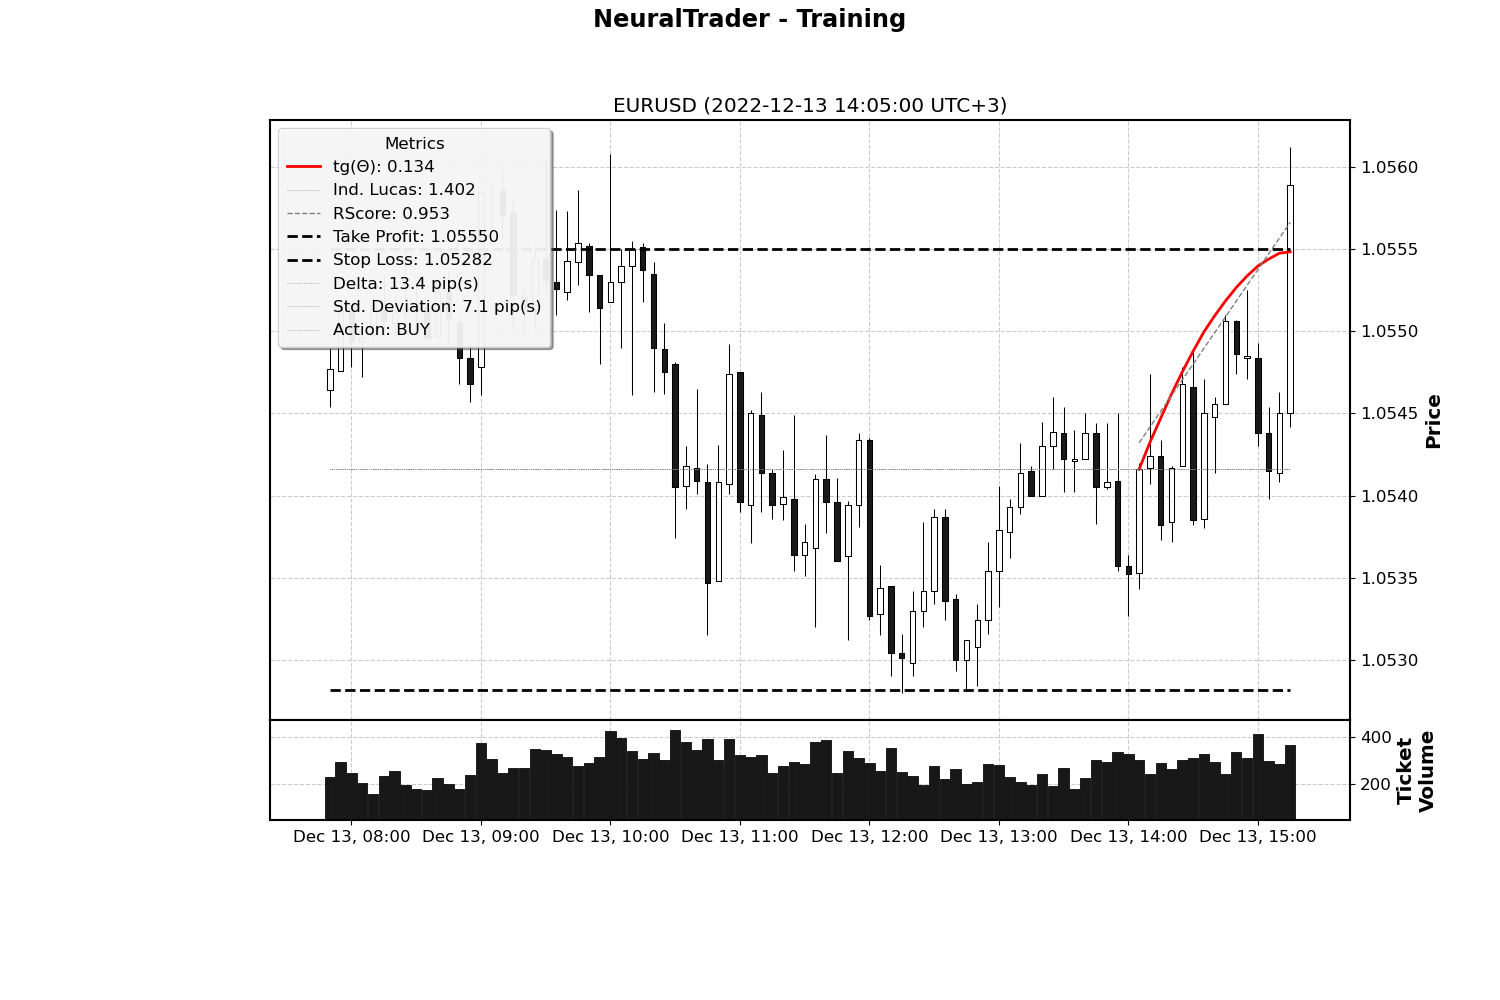 NeuralTrader - Training
EURUSD (2022-12-13 14:05:00 UTC+3)
Metrics
tg(Θ): 0.134
Ind. Lucas: 1.402
RScore: 0.953
Take Profit: 1.05550
Stop Loss: 1.05282
Delta: 13.4 pip(s)
Std. Deviation: 7.1 pip(s)
Action: BUY
1.0560
1.0555
1.0550
1.0545
1.0540
1.0535
1.0530
Price
400
200
Ticket
Volume
Dec 13, 08:00 Dec 13, 09:00 Dec 13, 10:00 Dec 13, 11:00 Dec 13, 12:00 Dec 13, 13:00 Dec 13, 14:00 Dec 13, 15:00